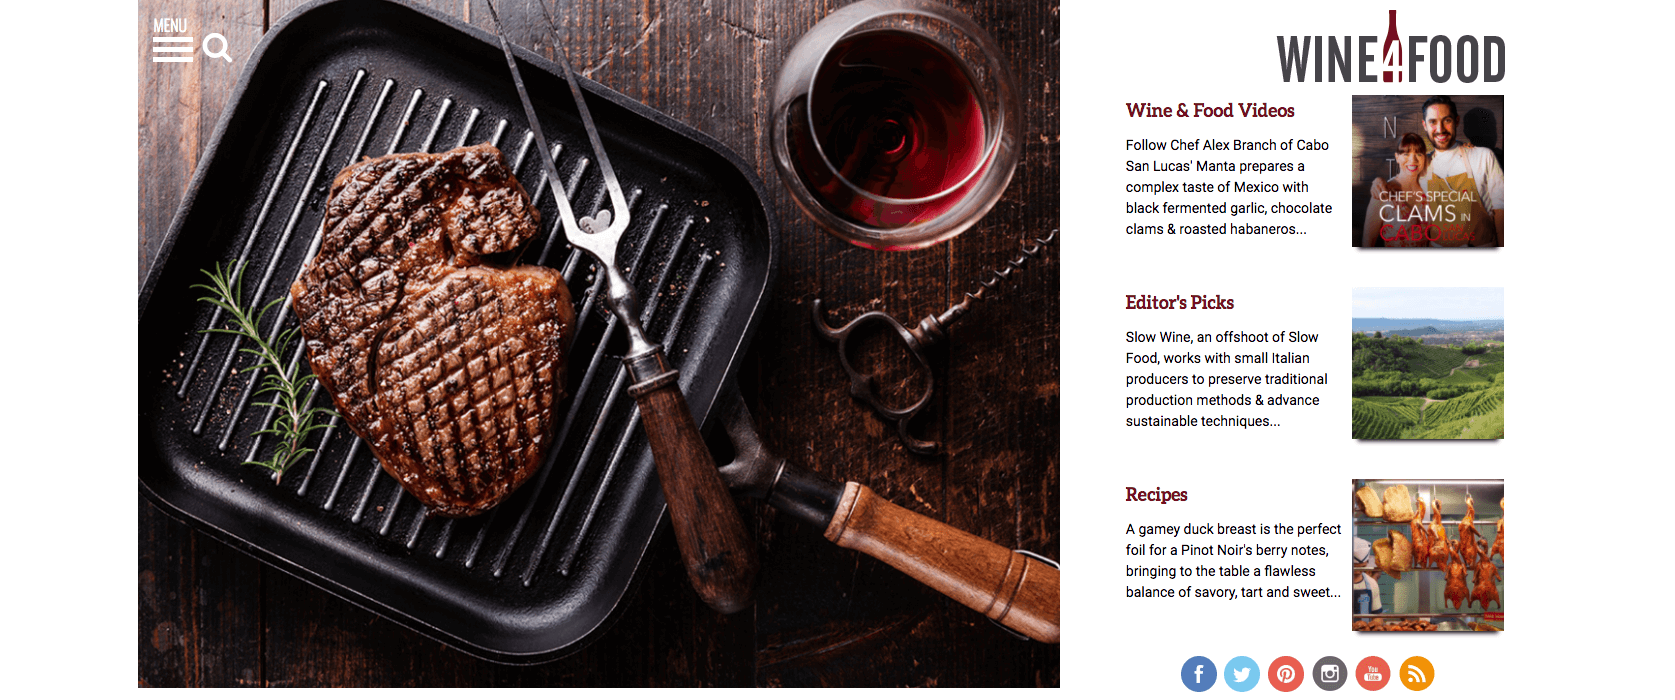 MENU
WINE4FOOD
Wine & Food Videos
Follow Chef Alex Branch of Cabo
San Lucas' Manta prepares a
complex taste of Mexico with
black fermented garlic, chocolate
clams & roasted habaneros...
N
T
CHEF'S SPECIAL
CLAMS IN
CABO
Editor's Picks
Slow Wine, an offshoot of Slow
Food, works with small Italian
producers to preserve traditional
production methods & advance
sustainable techniques...
Recipes
A gamey duck breast is the perfect
foil for a Pinot Noir's berry notes,
bringing to the table a flawless
balance of savory, tart and sweet...
You
Tube